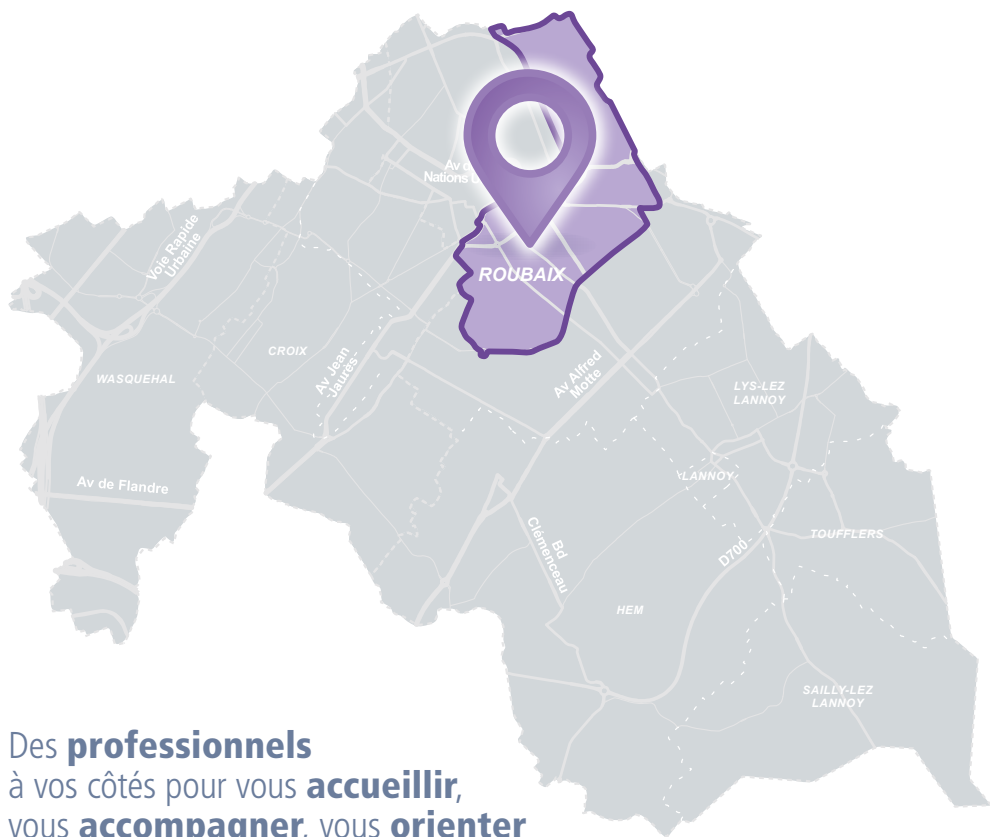 Av
Nations
Voie Rapide
Urbaine
ROUBAIX
CROIX
WASQUEHAL
Av Jean
Jaurès
Av Alfred
Motte
LYS-LEZ
LANNOY
LANNOY
Av de Flandre
Bd
Clémenceau
D700
TOUFFLERS
HEM
SAILLY-LEZ
LANNOY
Des professionnels
à vos côtés pour vous accueillir,
vous accompagner, vous orienter